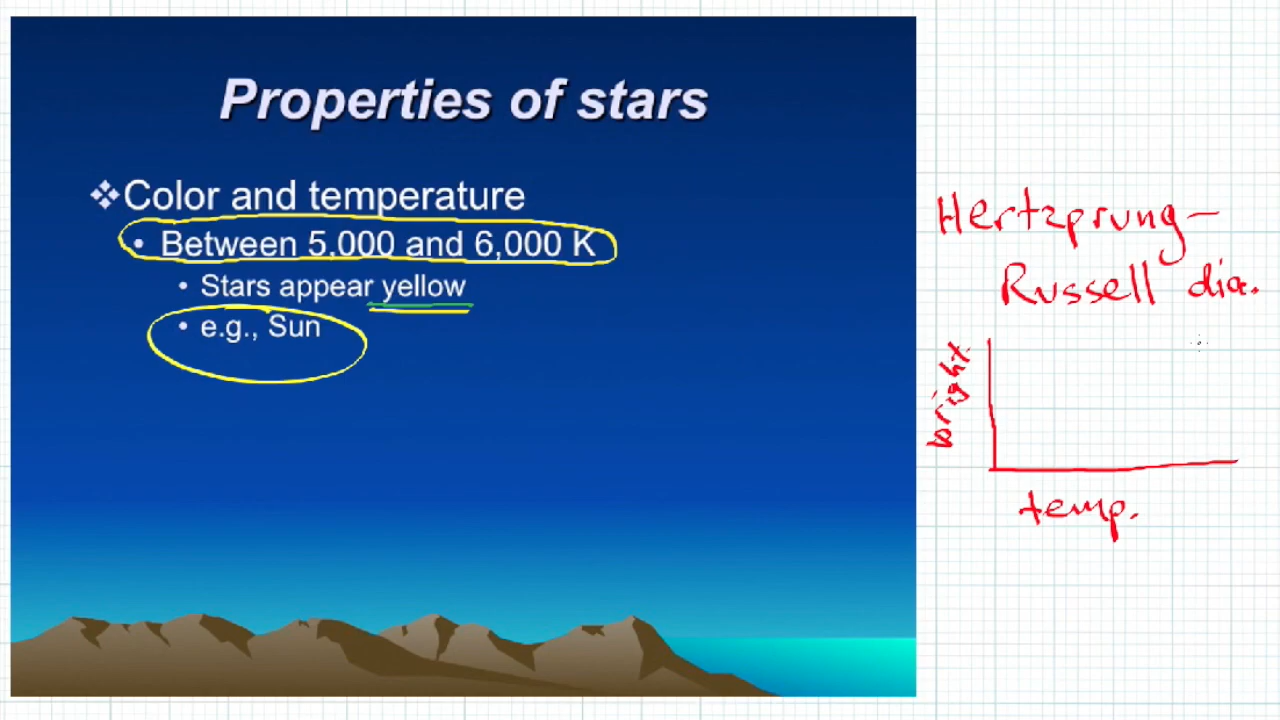 Properties of stars
❖Color and temperature
• Between 5,000 and 6,000 K
• Stars appear yellow
• e.g., Sun
Hertzprung-
Russell dia.
bright
temp.